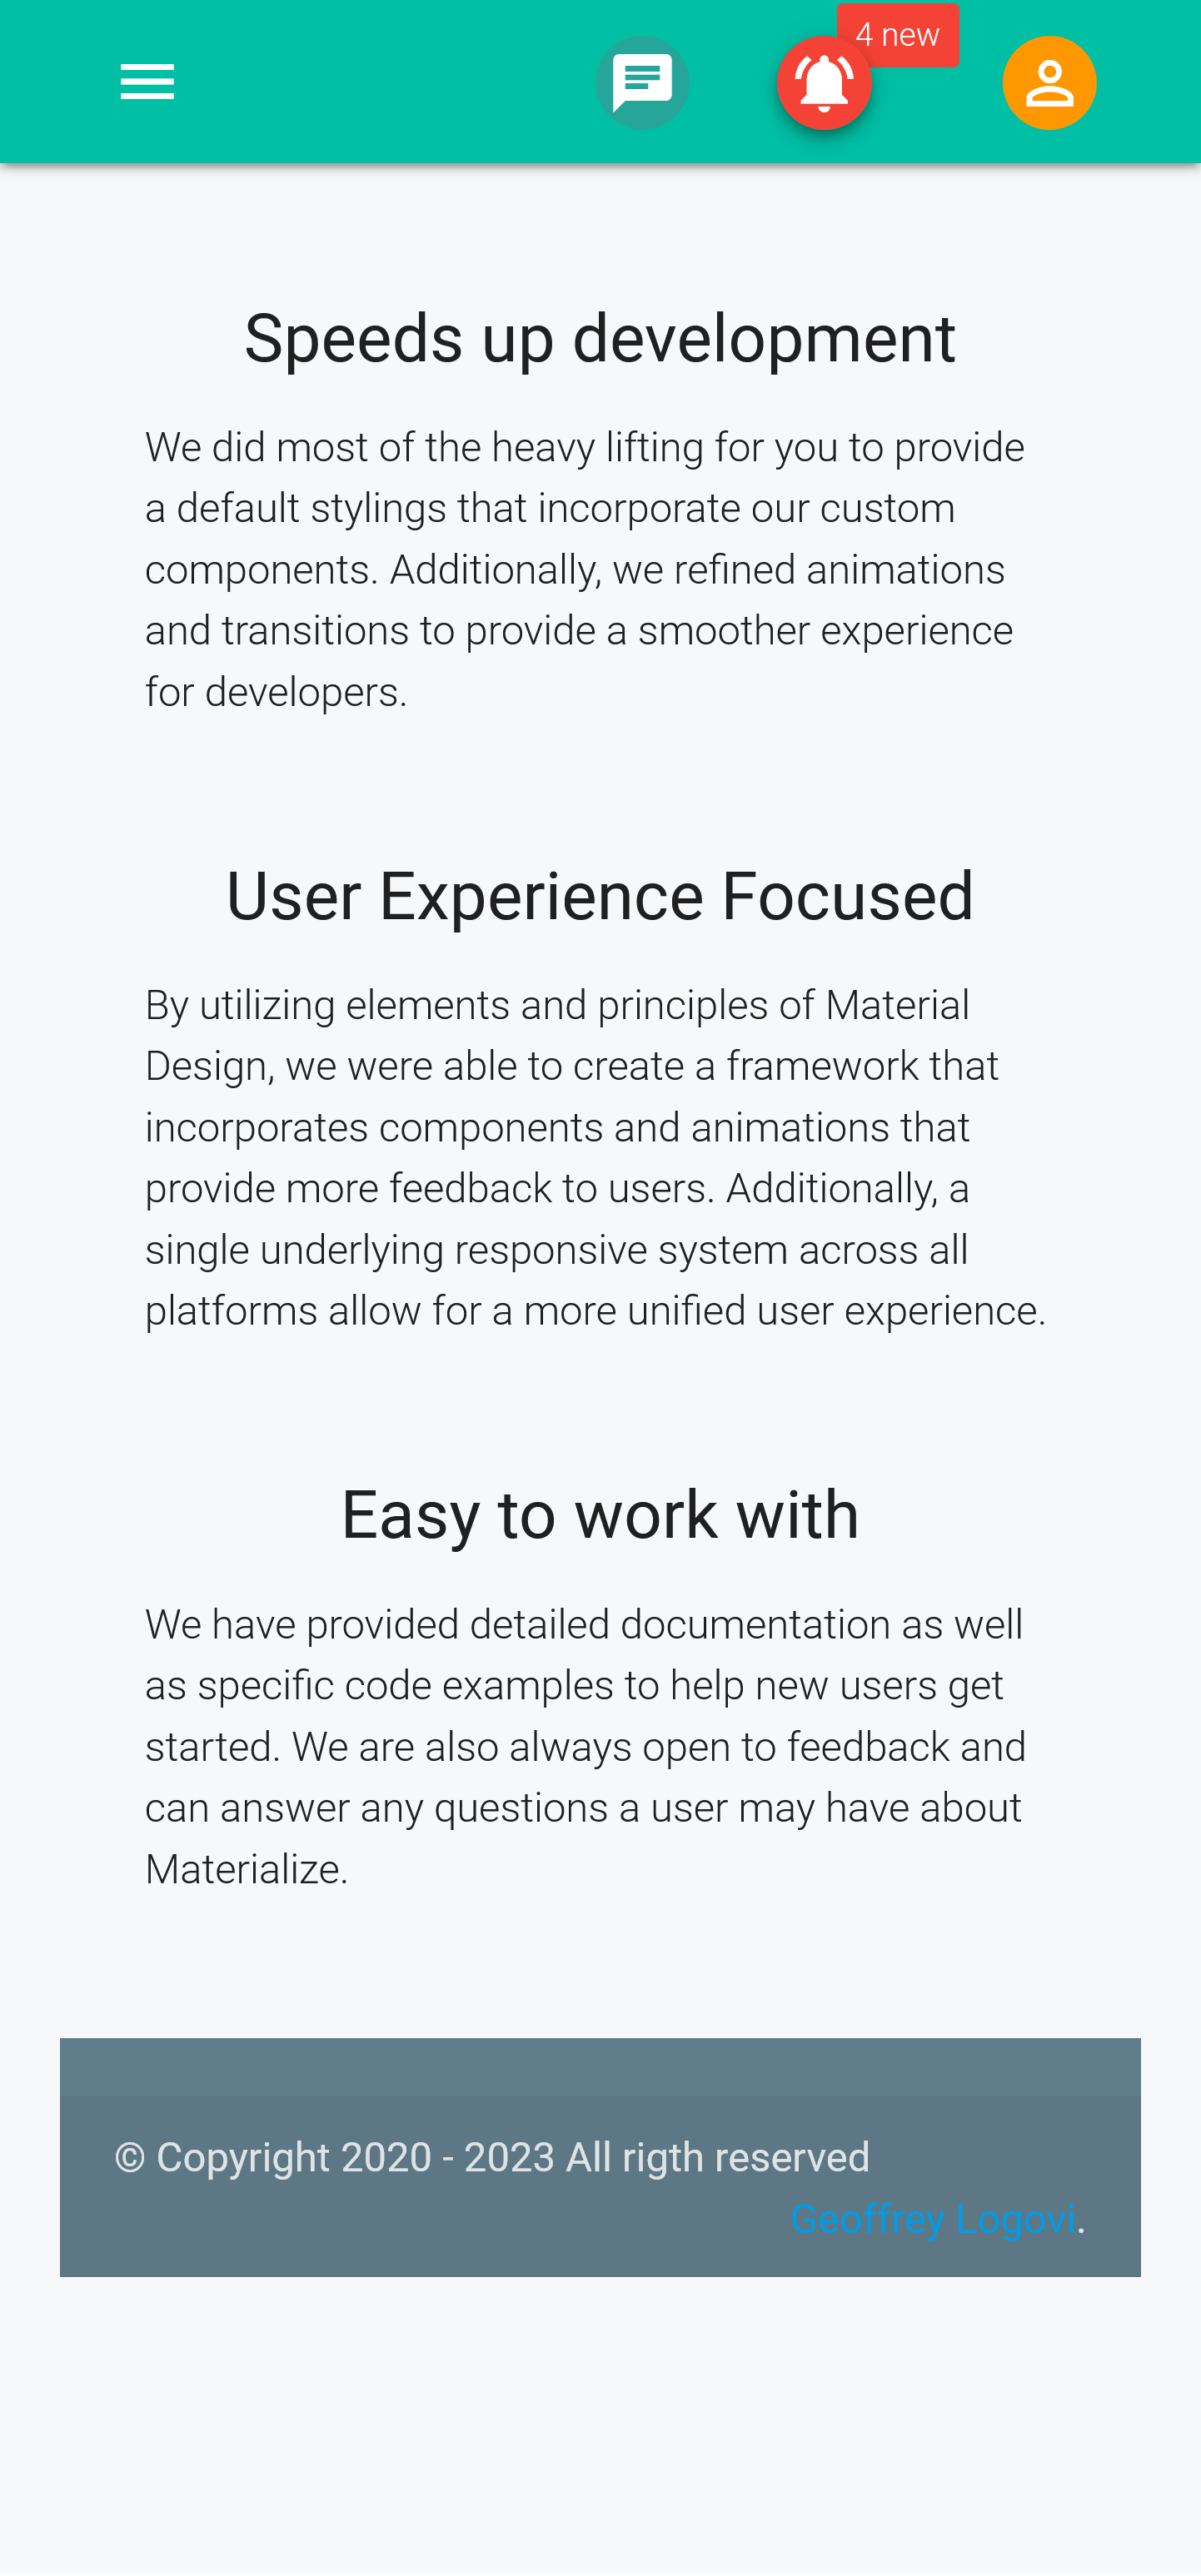 4 new
Speeds up development
We did most of the heavy lifting for you to provide
a default stylings that incorporate our custom
components. Additionally, we refined animations
and transitions to provide a smoother experience
for developers.
User Experience Focused
By utilizing elements and principles of Material
Design, we were able to create a framework that
incorporates components and animations that
provide more feedback to users. Additionally, a
single underlying responsive system across all
platforms allow for a more unified user experience.
Easy to work with
We have provided detailed documentation as well
as specific code examples to help new users get
started. We are also always open to feedback and
can answer any questions a user may have about
Materialize.
© Copyright 2020 - 2023 All rigth reserved
Geoffrey Logovi.